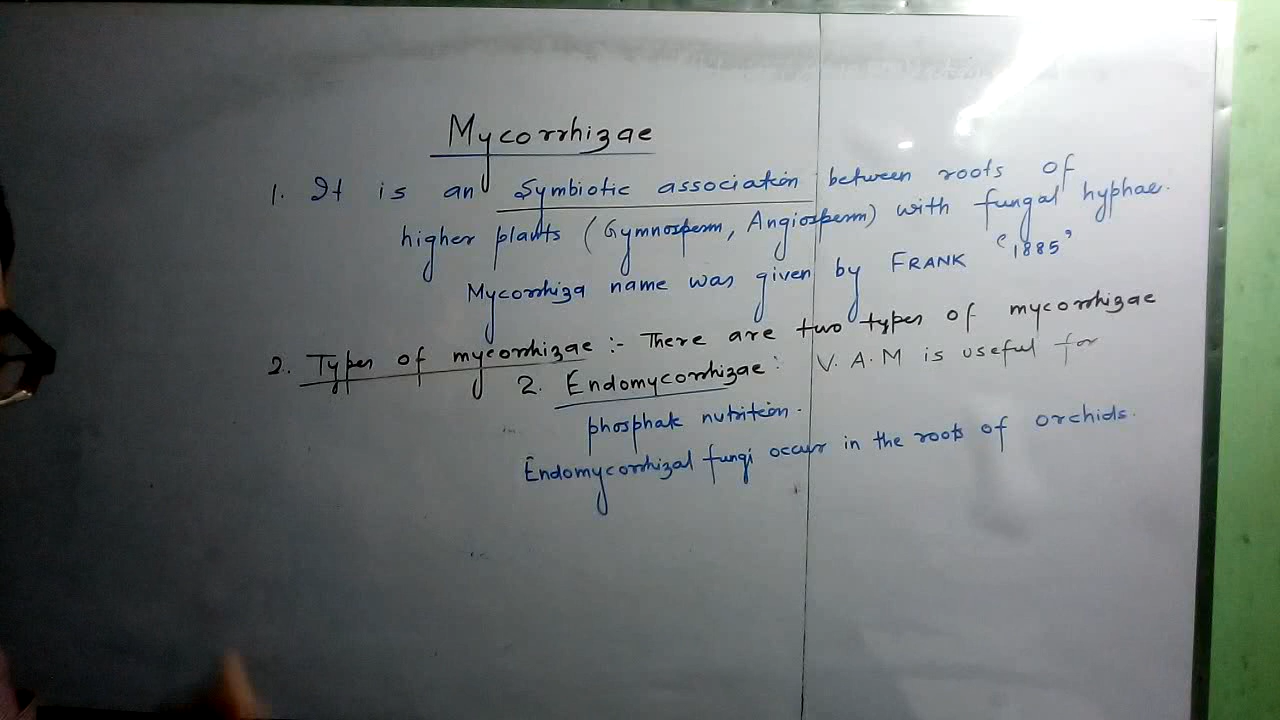 Mycorrhizae
1. It is an Symbiotic association between roots of
higher plants (Gymnosperm, Angiosperm) with fungal hyphae.
Mycorrhiza name was given by FRANK '1885'
2. Types of mycorrhizae :- There are two types of mycorrhizae
2. Endomycorrhizae : V.A.M is useful for
phosphate nutrition.
Endomycorrhizal fungi occur in the roots of orchids.